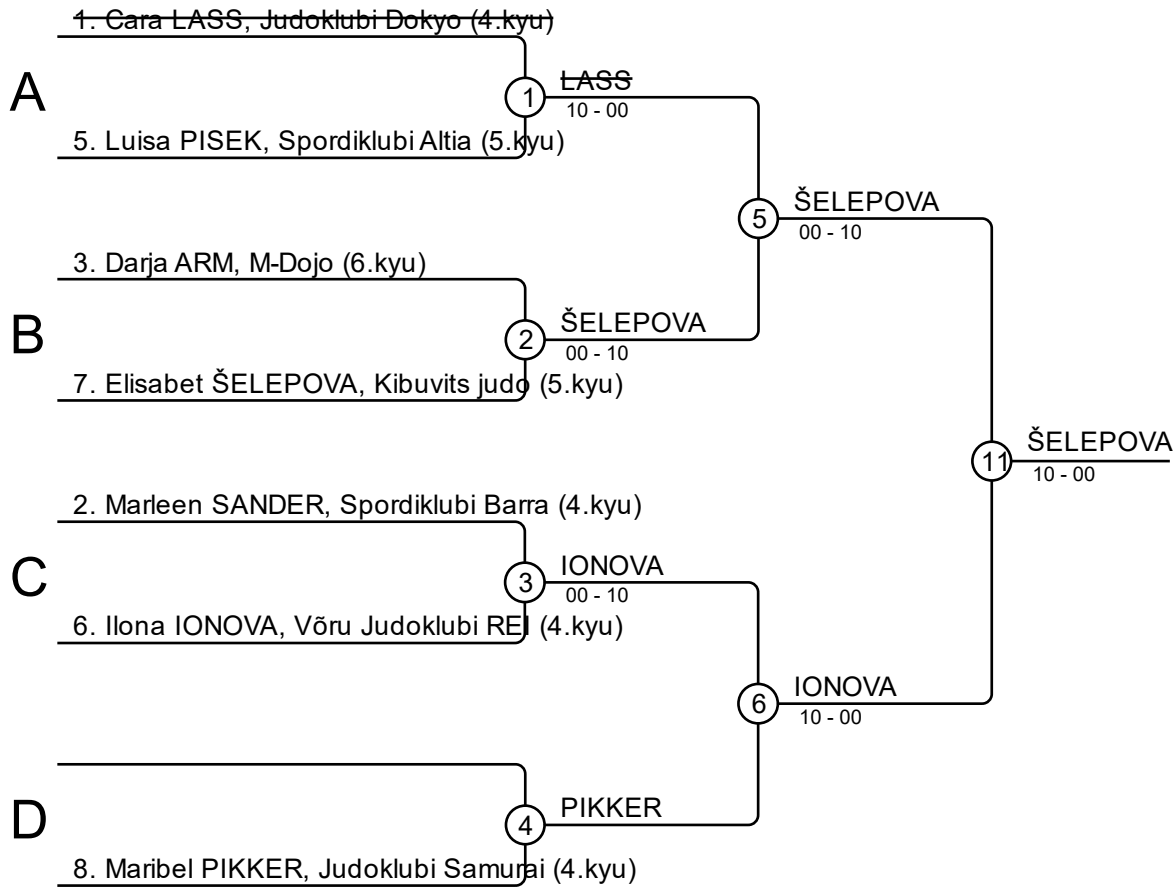 1. Cara LASS, Judoklubi Dokyo (4.kyu)
A
1
LASS
10 - 00
5. Luisa PISEK, Spordiklubi Altia (5.kyu)
5
ŠELEPOVA
00 - 10
3. Darja ARM, M-Dojo (6.kyu)
B
2
ŠELEPOVA
00 - 10
7. Elisabet ŠELEPOVA, Kibuvits judo (5.kyu)
11
ŠELEPOVA
10 - 00
2. Marleen SANDER, Spordiklubi Barra (4.kyu)
C
3
IONOVA
00 - 10
6. Ilona IONOVA, Võru Judoklubi REI (4.kyu)
6
IONOVA
10 - 00
D
4
PIKKER
8. Maribel PIKKER, Judoklubi Samurai (4.kyu)